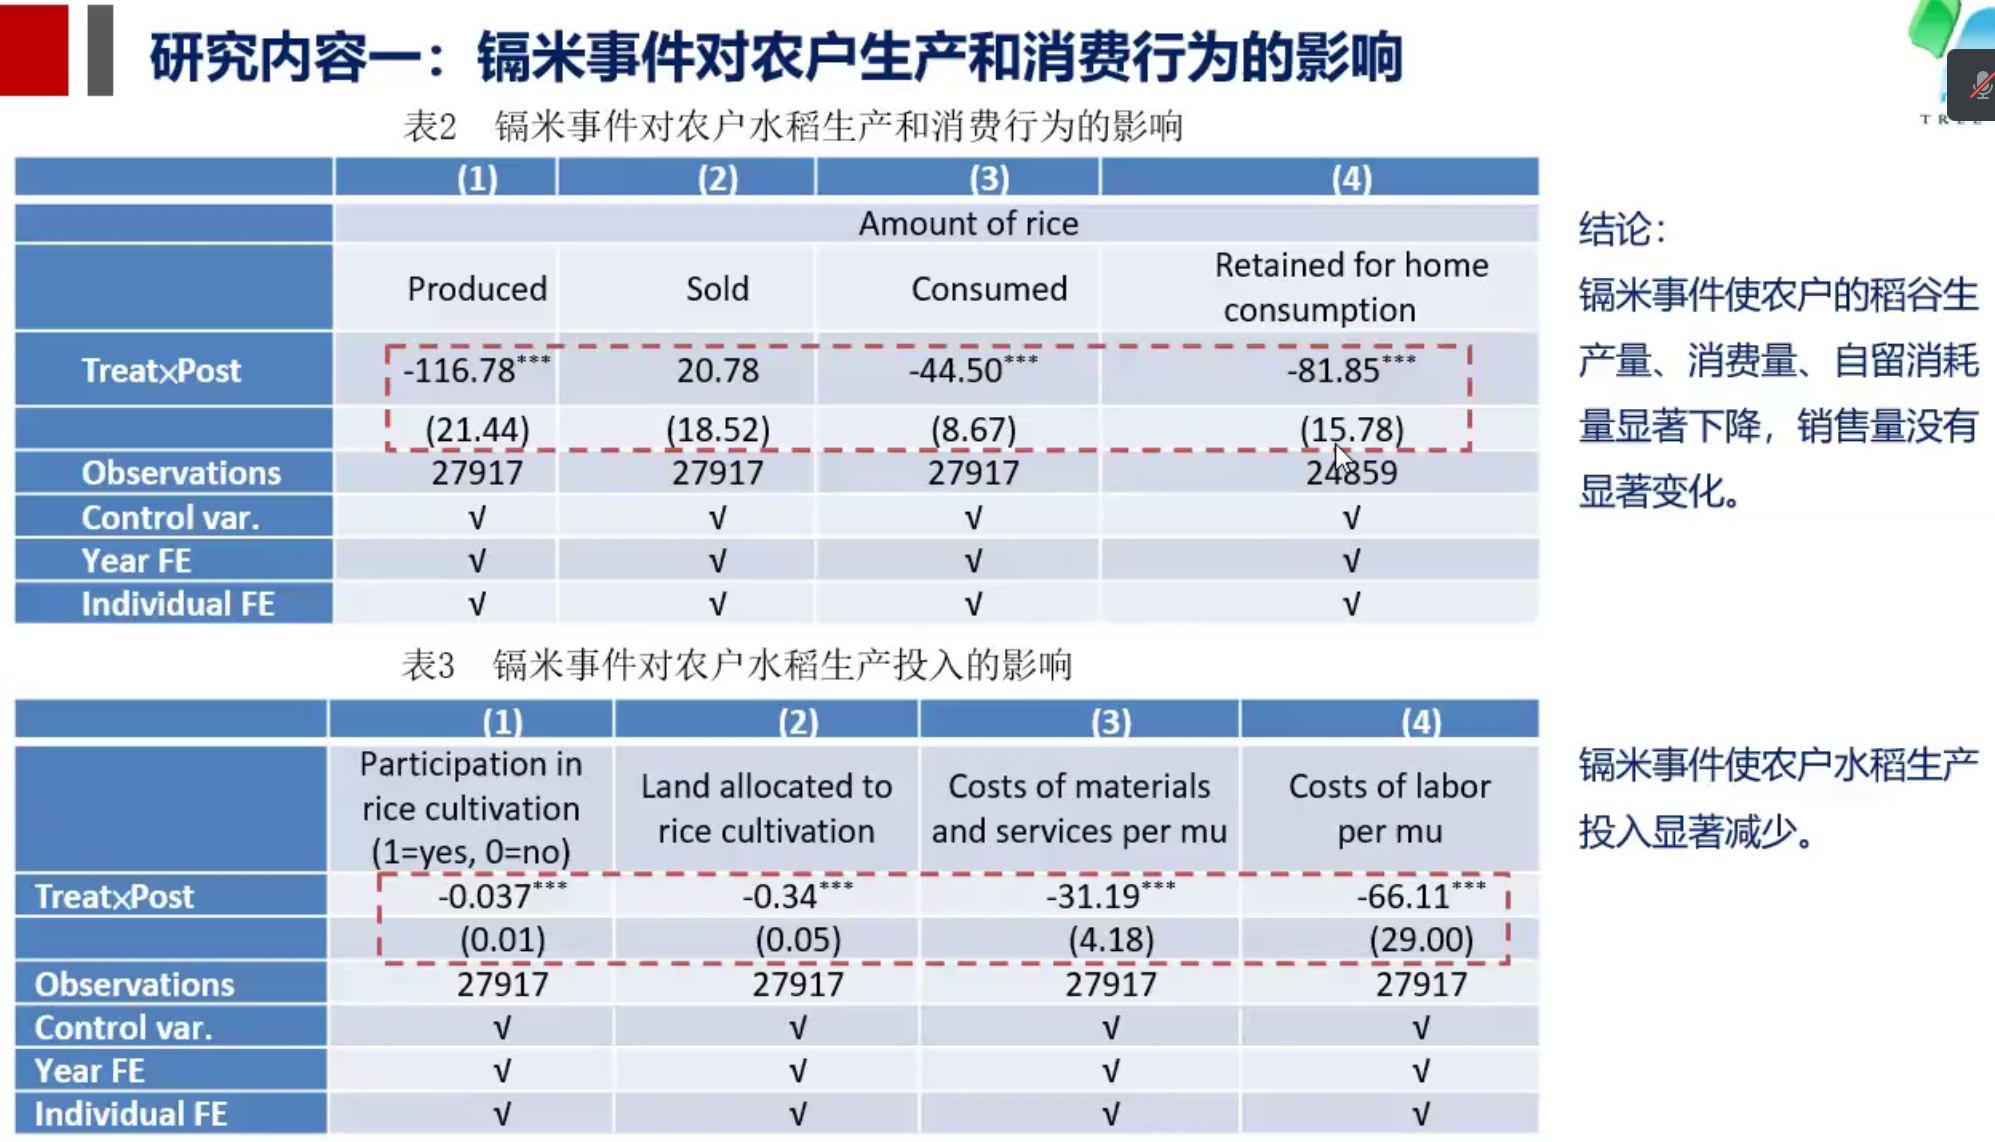 研究内容一：镉米事件对农户生产和消费行为的影响
表2 镉米事件对农户水稻生产和消费行为的影响
(1) (2) (3) (4)
Amount of rice
Produced Sold Consumed Retained for home consumption
Treat×Post -116.78*** 20.78 -44.50*** -81.85***
(21.44) (18.52) (8.67) (15.78)
Observations 27917 27917 27917 24859
Control var. √ √ √ √
Year FE √ √ √ √
Individual FE √ √ √ √
结论：
镉米事件使农户的稻谷生
产量、消费量、自留消耗
量显著下降，销售量没有
显著变化。
表3 镉米事件对农户水稻生产投入的影响
(1) (2) (3) (4)
Participation in rice cultivation (1=yes, 0=no) Land allocated to rice cultivation Costs of materials and services per mu Costs of labor per mu
Treat×Post -0.037*** -0.34*** -31.19*** -66.11***
(0.01) (0.05) (4.18) (29.00)
Observations 27917 27917 27917 27917
Control var. √ √ √ √
Year FE √ √ √ √
Individual FE √ √ √ √
镉米事件使农户水稻生产
投入显著减少。